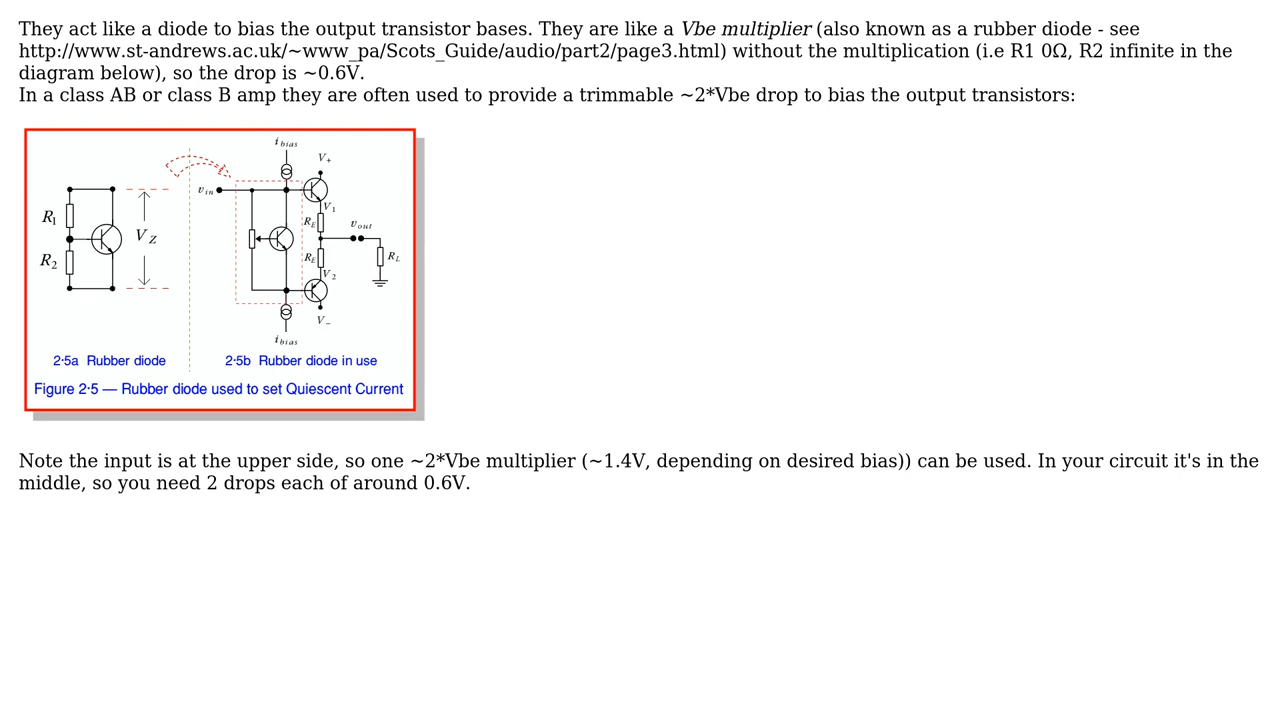 They act like a diode to bias the output transistor bases. They are like a Vbe multiplier (also known as a rubber diode - see
http://www.st-andrews.ac.uk/~www_pa/Scots_Guide/audio/part2/page3.html) without the multiplication (i.e R1 0Ω, R2 infinite in the
diagram below), so the drop is ~0.6V.
In a class AB or class B amp they are often used to provide a trimmable ~2*Vbe drop to bias the output transistors:
i bias
V+
v in
R1
V1
RE
v out
VZ
R2
RE
RL
V2
V−
i bias
2·5a Rubber diode
2·5b Rubber diode in use
Figure 2·5 — Rubber diode used to set Quiescent Current
Note the input is at the upper side, so one ~2*Vbe multiplier (~1.4V, depending on desired bias)) can be used. In your circuit it's in the
middle, so you need 2 drops each of around 0.6V.